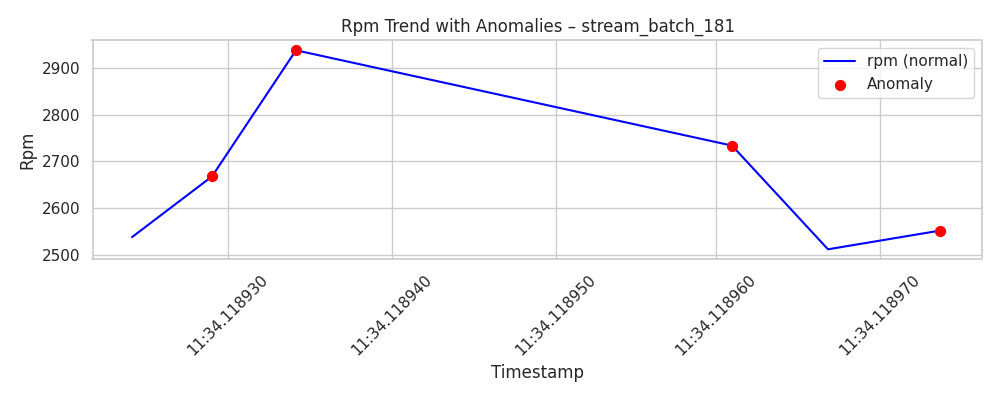 Rpm Trend with Anomalies – stream_batch_181
rpm (normal)
Anomaly
Rpm
2900
2800
2700
2600
2500
11:34.118930
11:34.118940
11:34.118950
11:34.118960
11:34.118970
Timestamp